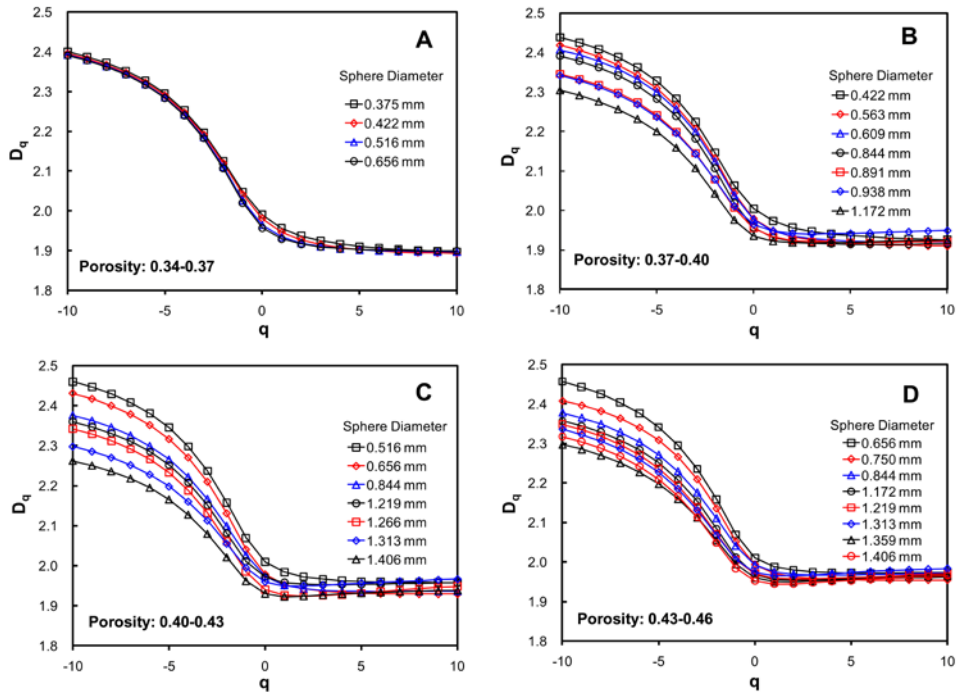 A
2.5
2.4
2.3
2.2
2.1
2.0
1.9
1.8
Dq
-10 -5 0 5 10
q
Sphere Diameter
0.375 mm
0.422 mm
0.516 mm
0.656 mm
Porosity: 0.34-0.37
B
2.5
2.4
2.3
2.2
2.1
2.0
1.9
1.8
Dq
-10 -5 0 5 10
q
Sphere Diameter
0.422 mm
0.563 mm
0.609 mm
0.844 mm
0.891 mm
0.938 mm
1.172 mm
Porosity: 0.37-0.40
C
2.5
2.4
2.3
2.2
2.1
2.0
1.9
1.8
Dq
-10 -5 0 5 10
q
Sphere Diameter
0.516 mm
0.656 mm
0.844 mm
1.219 mm
1.266 mm
1.313 mm
1.406 mm
Porosity: 0.40-0.43
D
2.5
2.4
2.3
2.2
2.1
2.0
1.9
1.8
Dq
-10 -5 0 5 10
q
Sphere Diameter
0.656 mm
0.750 mm
0.844 mm
1.172 mm
1.219 mm
1.313 mm
1.359 mm
1.406 mm
Porosity: 0.43-0.46